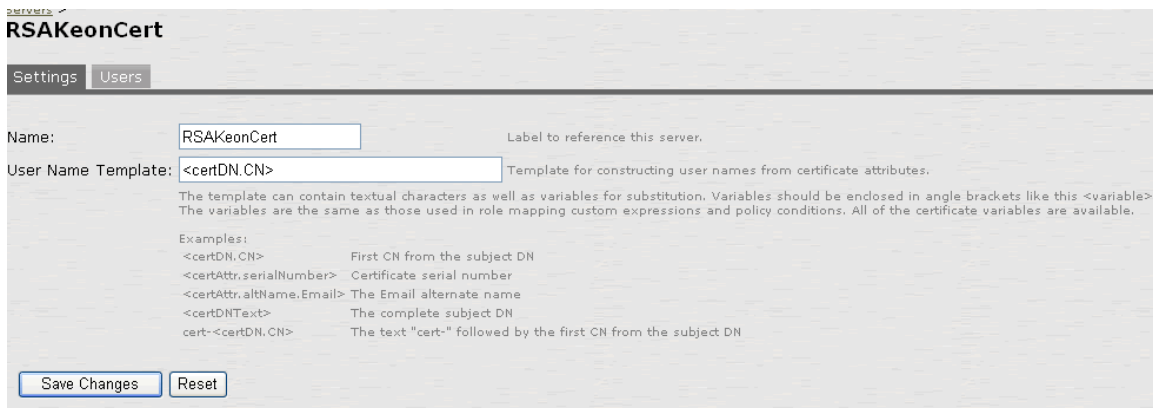 Servers >
RSAKeonCert
Settings Users
Name: RSAKeonCert Label to reference this server.
User Name Template: <certDN.CN> Template for constructing user names from certificate attributes.
The template can contain textual characters as well as variables for substitution. Variables should be enclosed in angle brackets like this <variable>
The variables are the same as those used in role mapping custom expressions and policy conditions. All of the certificate variables are available.
Examples:
<certDN.CN> First CN from the subject DN
<certAttr.serialNumber> Certificate serial number
<certAttr.altName.Email> The Email alternate name
<certDNText> The complete subject DN
cert-<certDN.CN> The text "cert-" followed by the first CN from the subject DN
Save Changes Reset